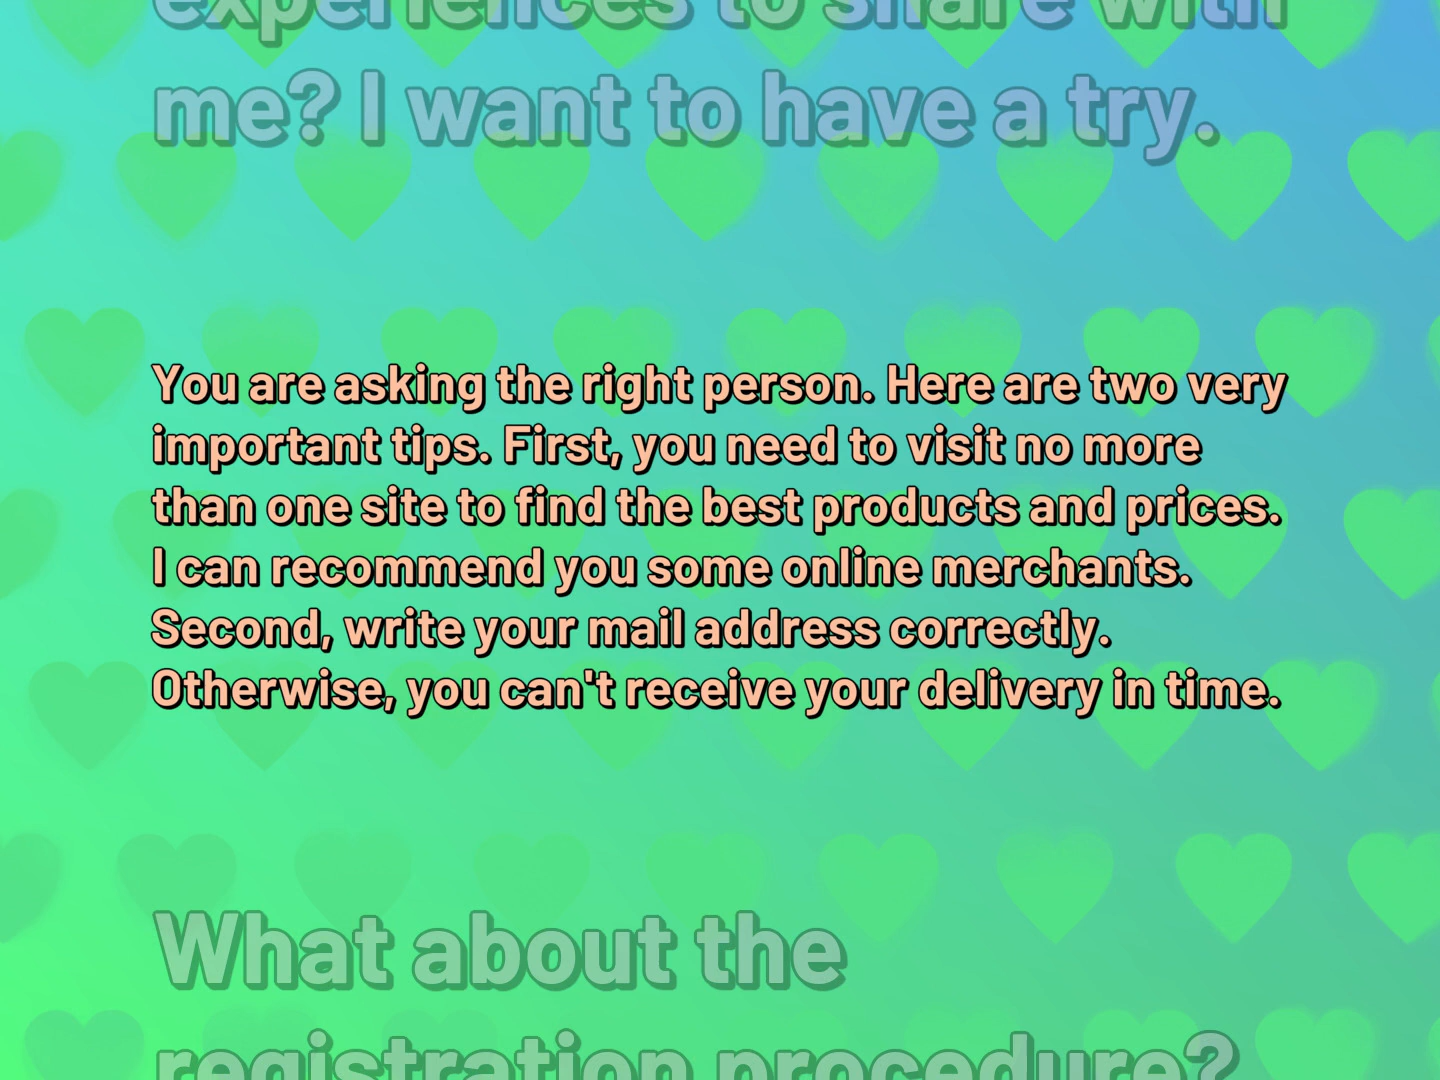 experiences to share with
me? I want to have a try.
You are asking the right person. Here are two very
important tips. First, you need to visit no more
than one site to find the best products and prices.
I can recommend you some online merchants.
Second, write your mail address correctly.
Otherwise, you can't receive your delivery in time.
What about the
registration procedure?